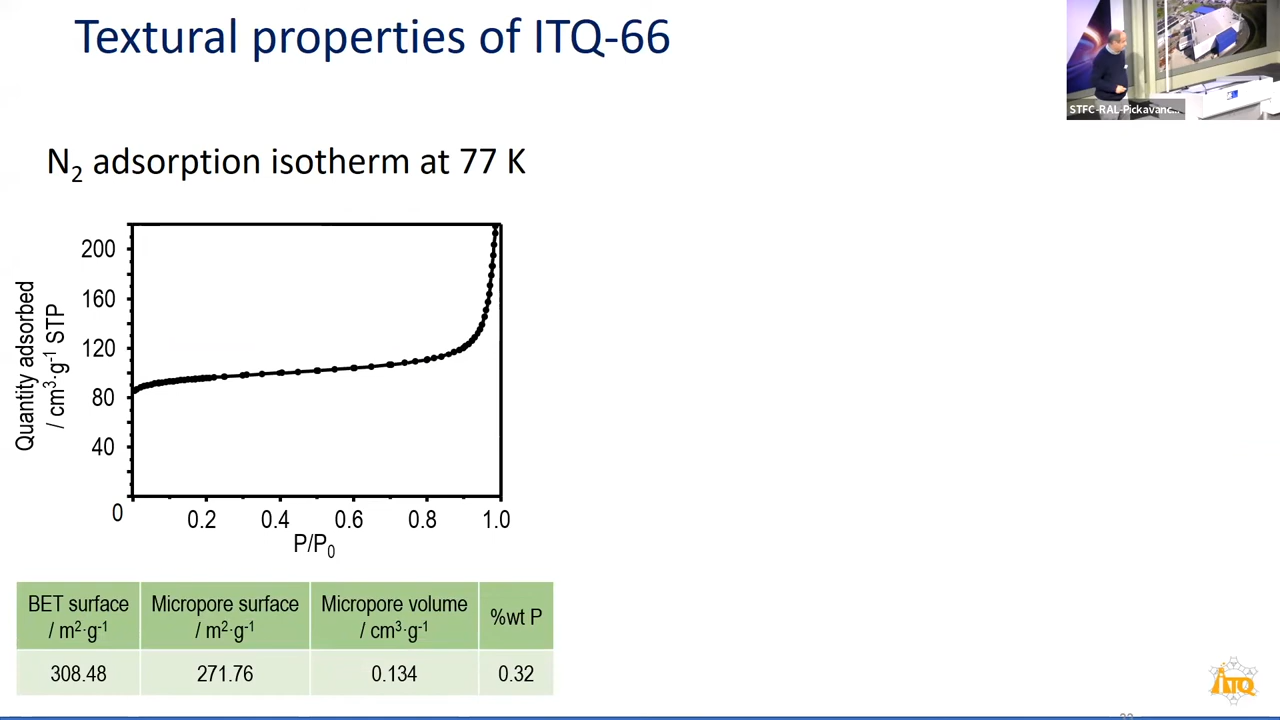 Textural properties of ITQ-66
STFC-RAL-Pickavanc...
N2 adsorption isotherm at 77 K
200
160
120
80
40
0
Quantity adsorbed
/ cm3·g-1 STP
0.2 0.4 0.6 0.8 1.0
P/P0
BET surface / m2·g-1 Micropore surface / m2·g-1 Micropore volume / cm3·g-1 %wt P
308.48 271.76 0.134 0.32
ITQ